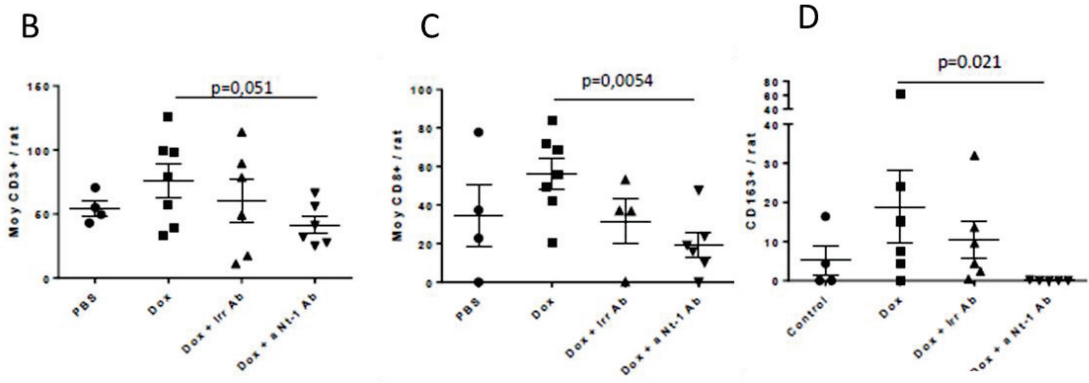 B
C
D
p=0,051
p=0,0054
p=0.021
Moy CD3+ / rat
150
100
50
0
PBS
Dox
Dox + Irr Ab
Dox + a Nt-1 Ab
Moy CD8+ / rat
100
80
60
40
20
0
PBS
Dox
Dox + Irr Ab
Dox + a Nt-1 Ab
CD163+ / rat
80
60
40
40
30
20
10
0
Control
Dox
Dox + Irr Ab
Dox + a Nt-1 Ab